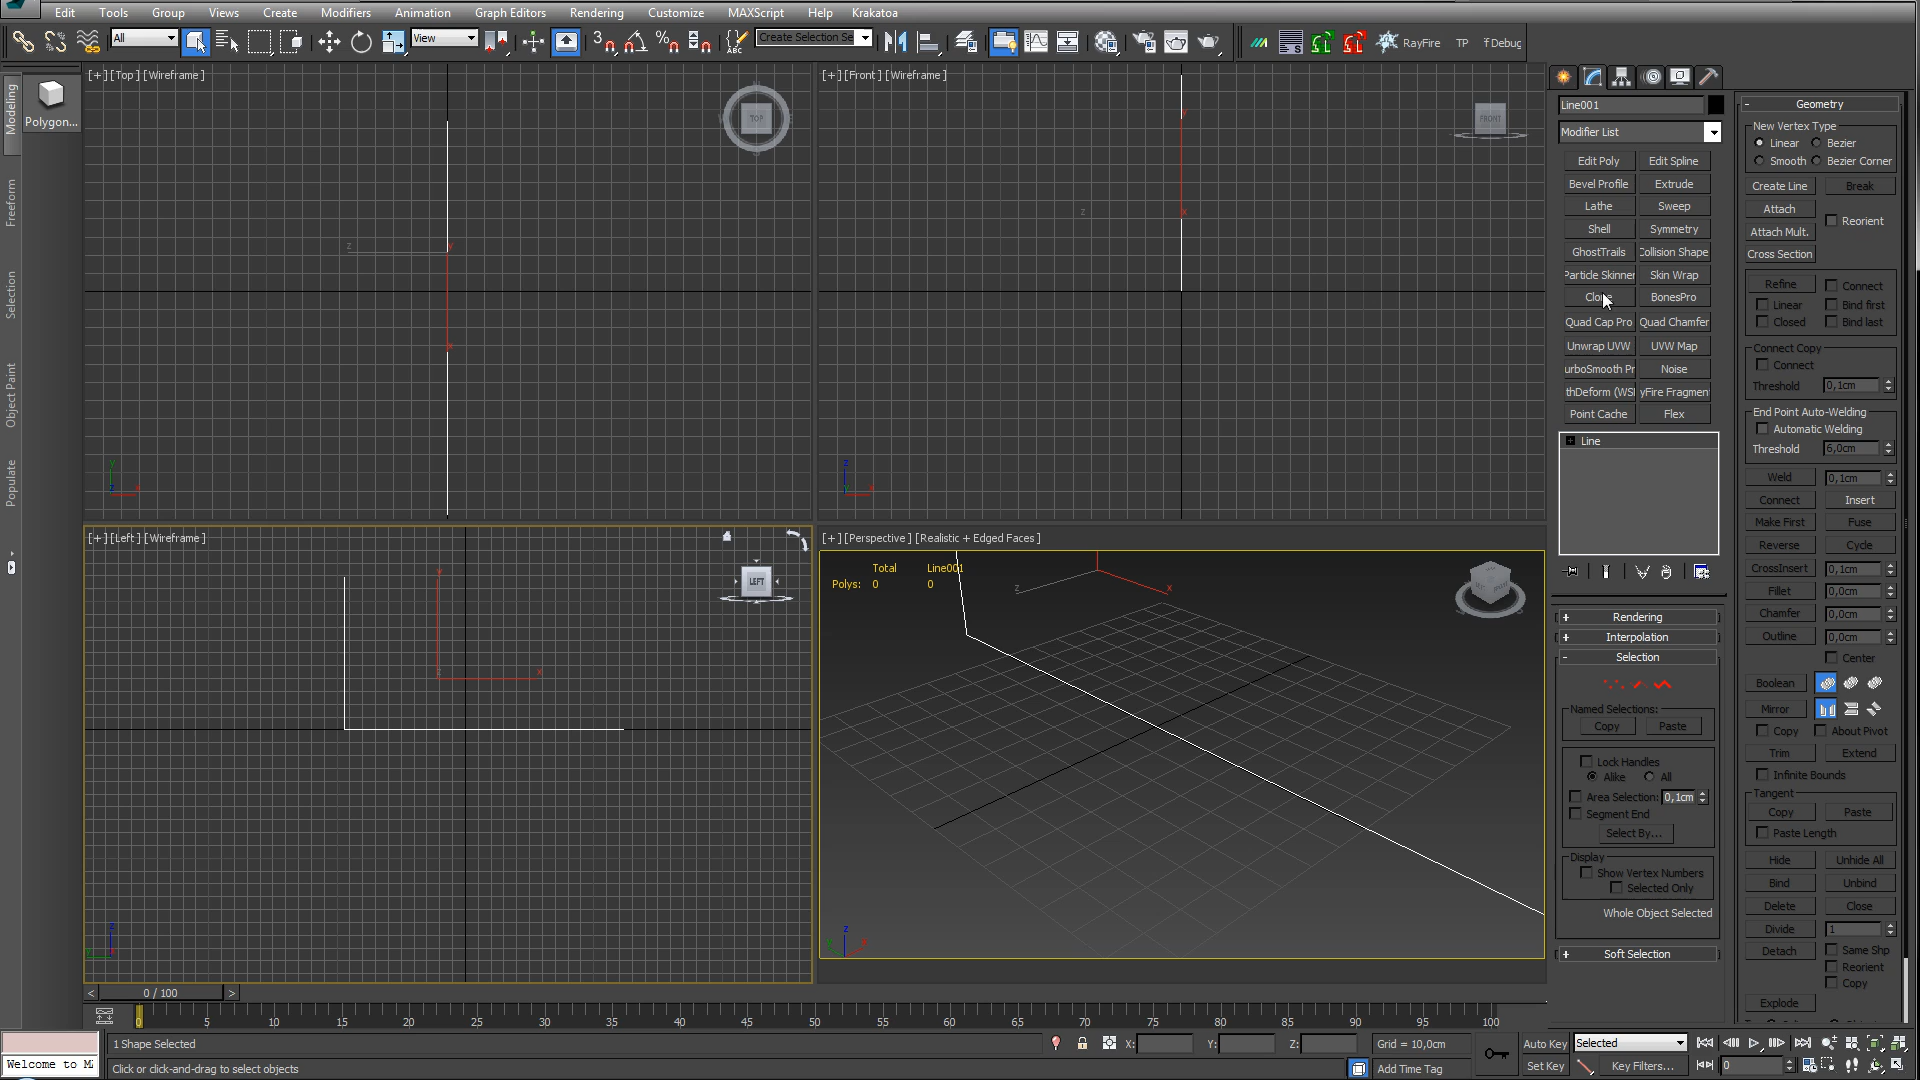 Edit Tools Group Views Create Modifiers Animation Graph Editors Rendering Customize MAXScript Help Krakatoa
All View Create Selection Se RayFire TP fDebug
Modeling
Freeform
Selection
Object Paint
Populate
Polygon...
[+][Top][Wireframe]
TOP
z y x
[+][Front][Wireframe]
FRONT
z y x
[+][Left][Wireframe]
LEFT
[+][Perspective][Realistic + Edged Faces]
Total Line001
Polys: 0 0
Line001
Modifier List
Edit Poly Edit Spline
Bevel Profile Extrude
Lathe Sweep
Shell Symmetry
GhostTrails Collision Shape
Particle Skinner Skin Wrap
BonesPro
Quad Cap Pro Quad Chamfer
Unwrap UVW UVW Map
urboSmooth Pr Noise
thDeform (WS yFire Fragmen
Point Cache Flex
Line
+ Rendering
+ Interpolation
- Selection
Named Selections:
Copy Paste
Lock Handles
Alike All
Area Selection: 0,1cm
Segment End
Select By...
Display
Show Vertex Numbers
Selected Only
Whole Object Selected
+ Soft Selection
- Geometry
New Vertex Type
Linear Bezier
Smooth Bezier Corner
Create Line Break
Attach
Reorient
Attach Mult.
Cross Section
Refine Connect
Linear Bind first
Closed Bind last
Connect Copy
Connect
Threshold 0,1cm
End Point Auto-Welding
Automatic Welding
Threshold 6,0cm
Weld 0,1cm
Connect Insert
Make First Fuse
Reverse Cycle
CrossInsert 0,1cm
Fillet 0,0cm
Chamfer 0,0cm
Outline 0,0cm
Center
Boolean
Mirror
Copy About Pivot
Trim Extend
Infinite Bounds
Tangent
Copy Paste
Paste Length
Hide Unhide All
Bind Unbind
Delete Close
Divide 1
Detach Same Shp
Reorient
Copy
Explode
< 0 / 100 >
0 5 10 15 20 25 30 35 40 45 50 55 60 65 70 75 80 85 90 95 100
1 Shape Selected X: Y: Z: Grid = 10,0cm Auto Key Selected
Welcome to M Click or click-and-drag to select objects Add Time Tag Set Key Key Filters... 0